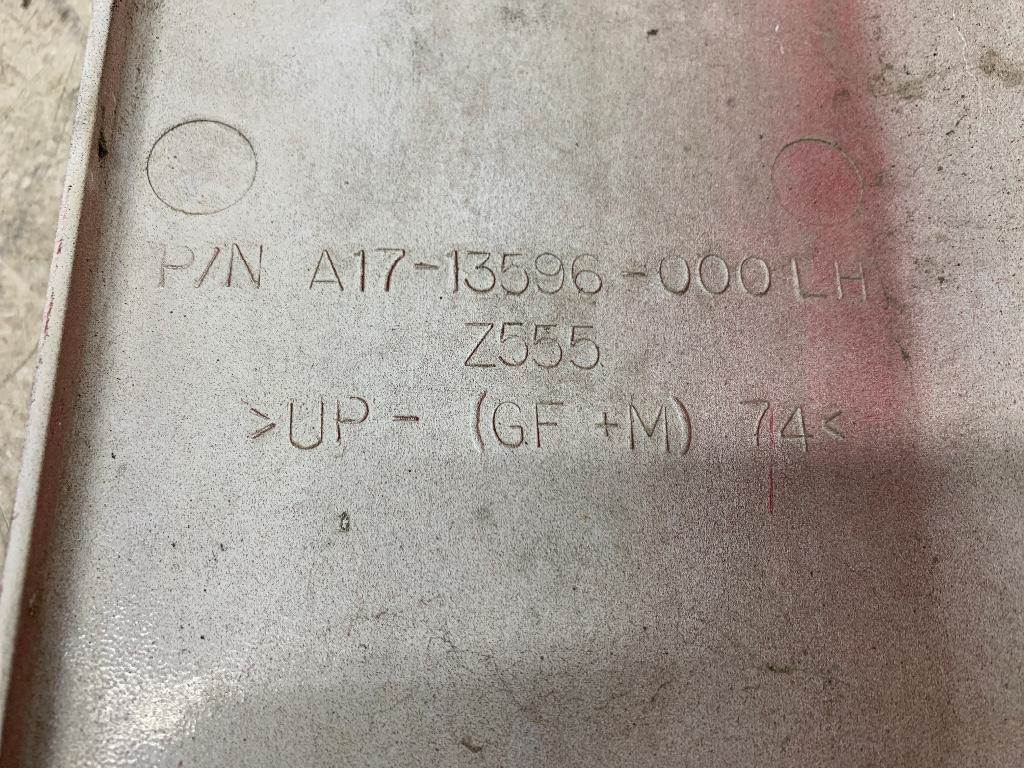 P/N A17-13596-000 LH
Z555
>UP- (GF +M) 74<